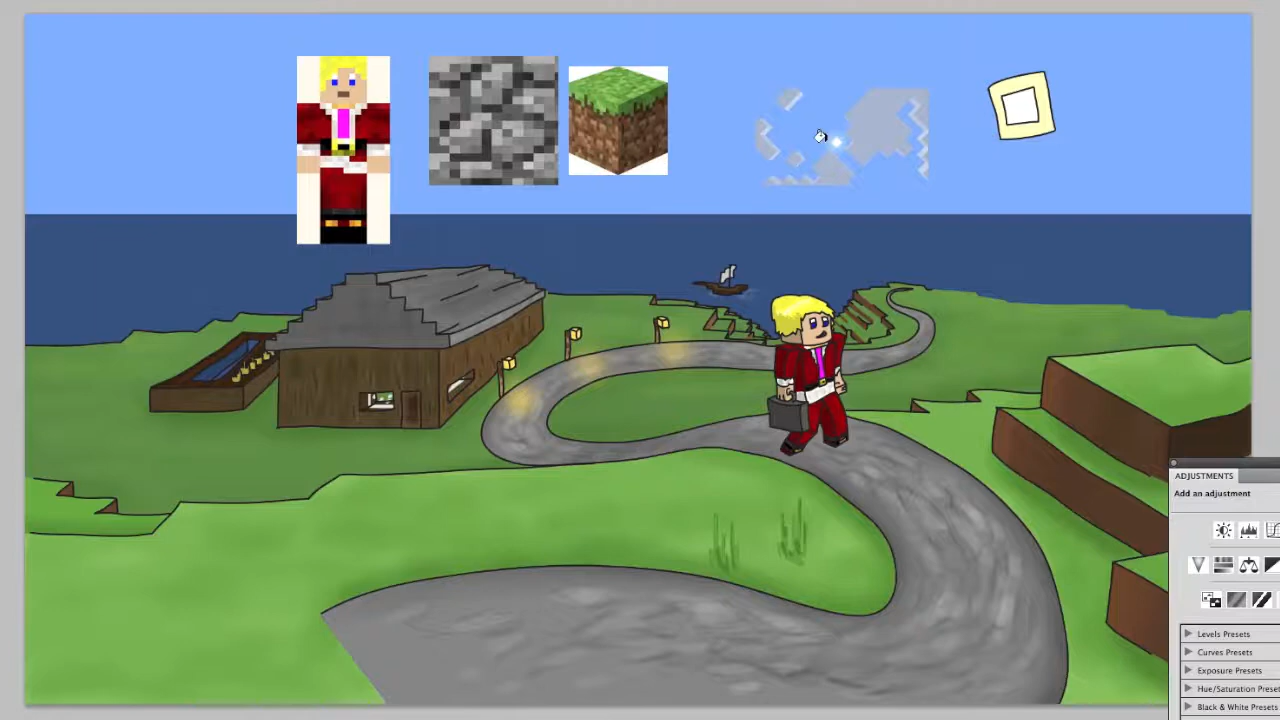 ADJUSTMENTS
Add an adjustment
Levels Presets
Curves Presets
Exposure Presets
Hue/Saturation Preset
Black & White Presets